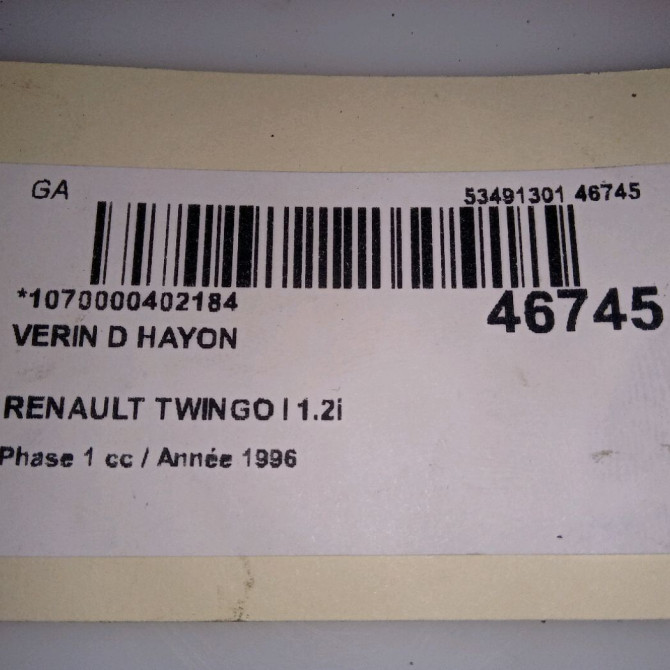 GA
53491301 46745
*1070000402184
46745
VERIN D HAYON
RENAULT TWINGO I 1.2i
Phase 1 cc / Année 1996